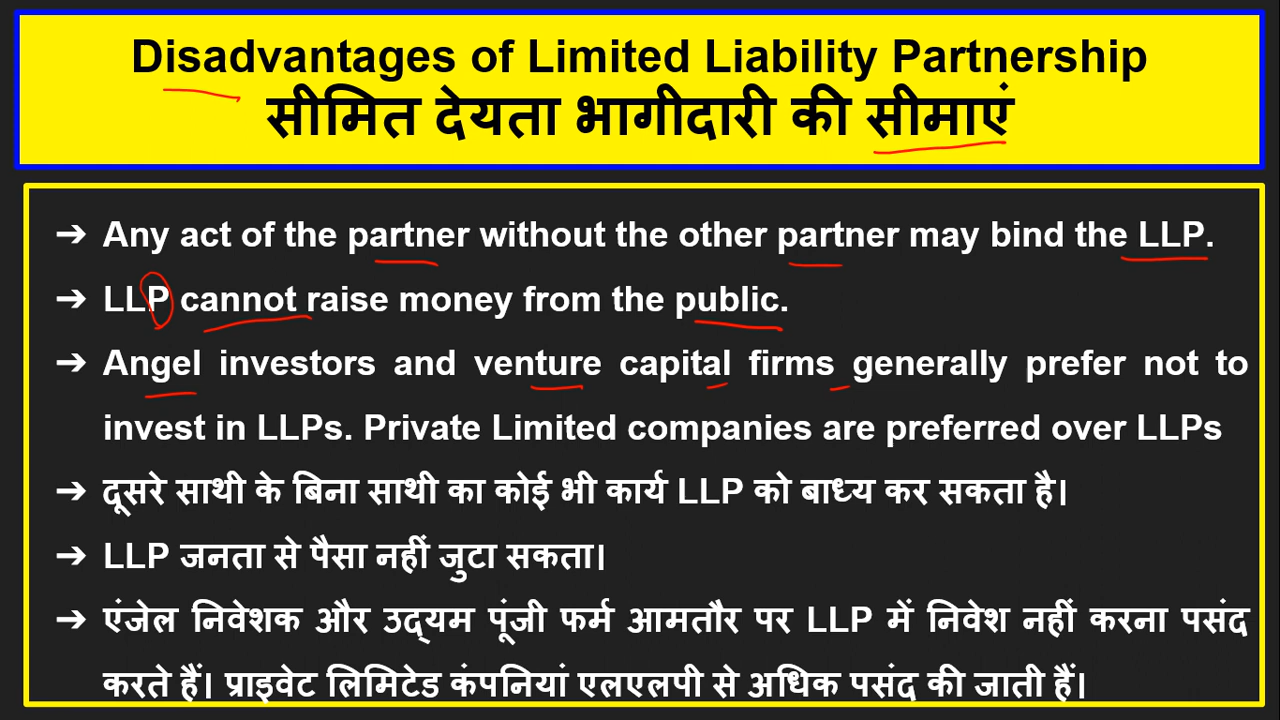 Disadvantages of Limited Liability Partnership
सीमित देयता भागीदारी की सीमाएं
→ Any act of the partner without the other partner may bind the LLP.
→ LLP cannot raise money from the public.
→ Angel investors and venture capital firms generally prefer not to
invest in LLPs. Private Limited companies are preferred over LLPs
→ दूसरे साथी के बिना साथी का कोई भी कार्य LLP को बाध्य कर सकता है।
→ LLP जनता से पैसा नहीं जुटा सकता।
→ एंजेल निवेशक और उद्यम पूंजी फर्म आमतौर पर LLP में निवेश नहीं करना पसंद
करते हैं। प्राइवेट लिमिटेड कंपनियां एलएलपी से अधिक पसंद की जाती हैं।